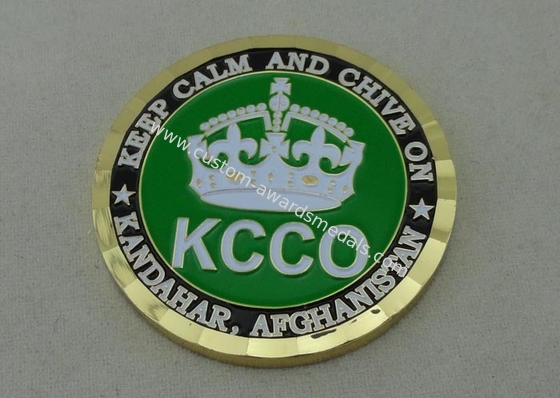 KEEP CALM AND CHIVE ON
www.custom-awardsmedals.com
KCCO
★ KANDAHAR, AFGHANISTAN ★